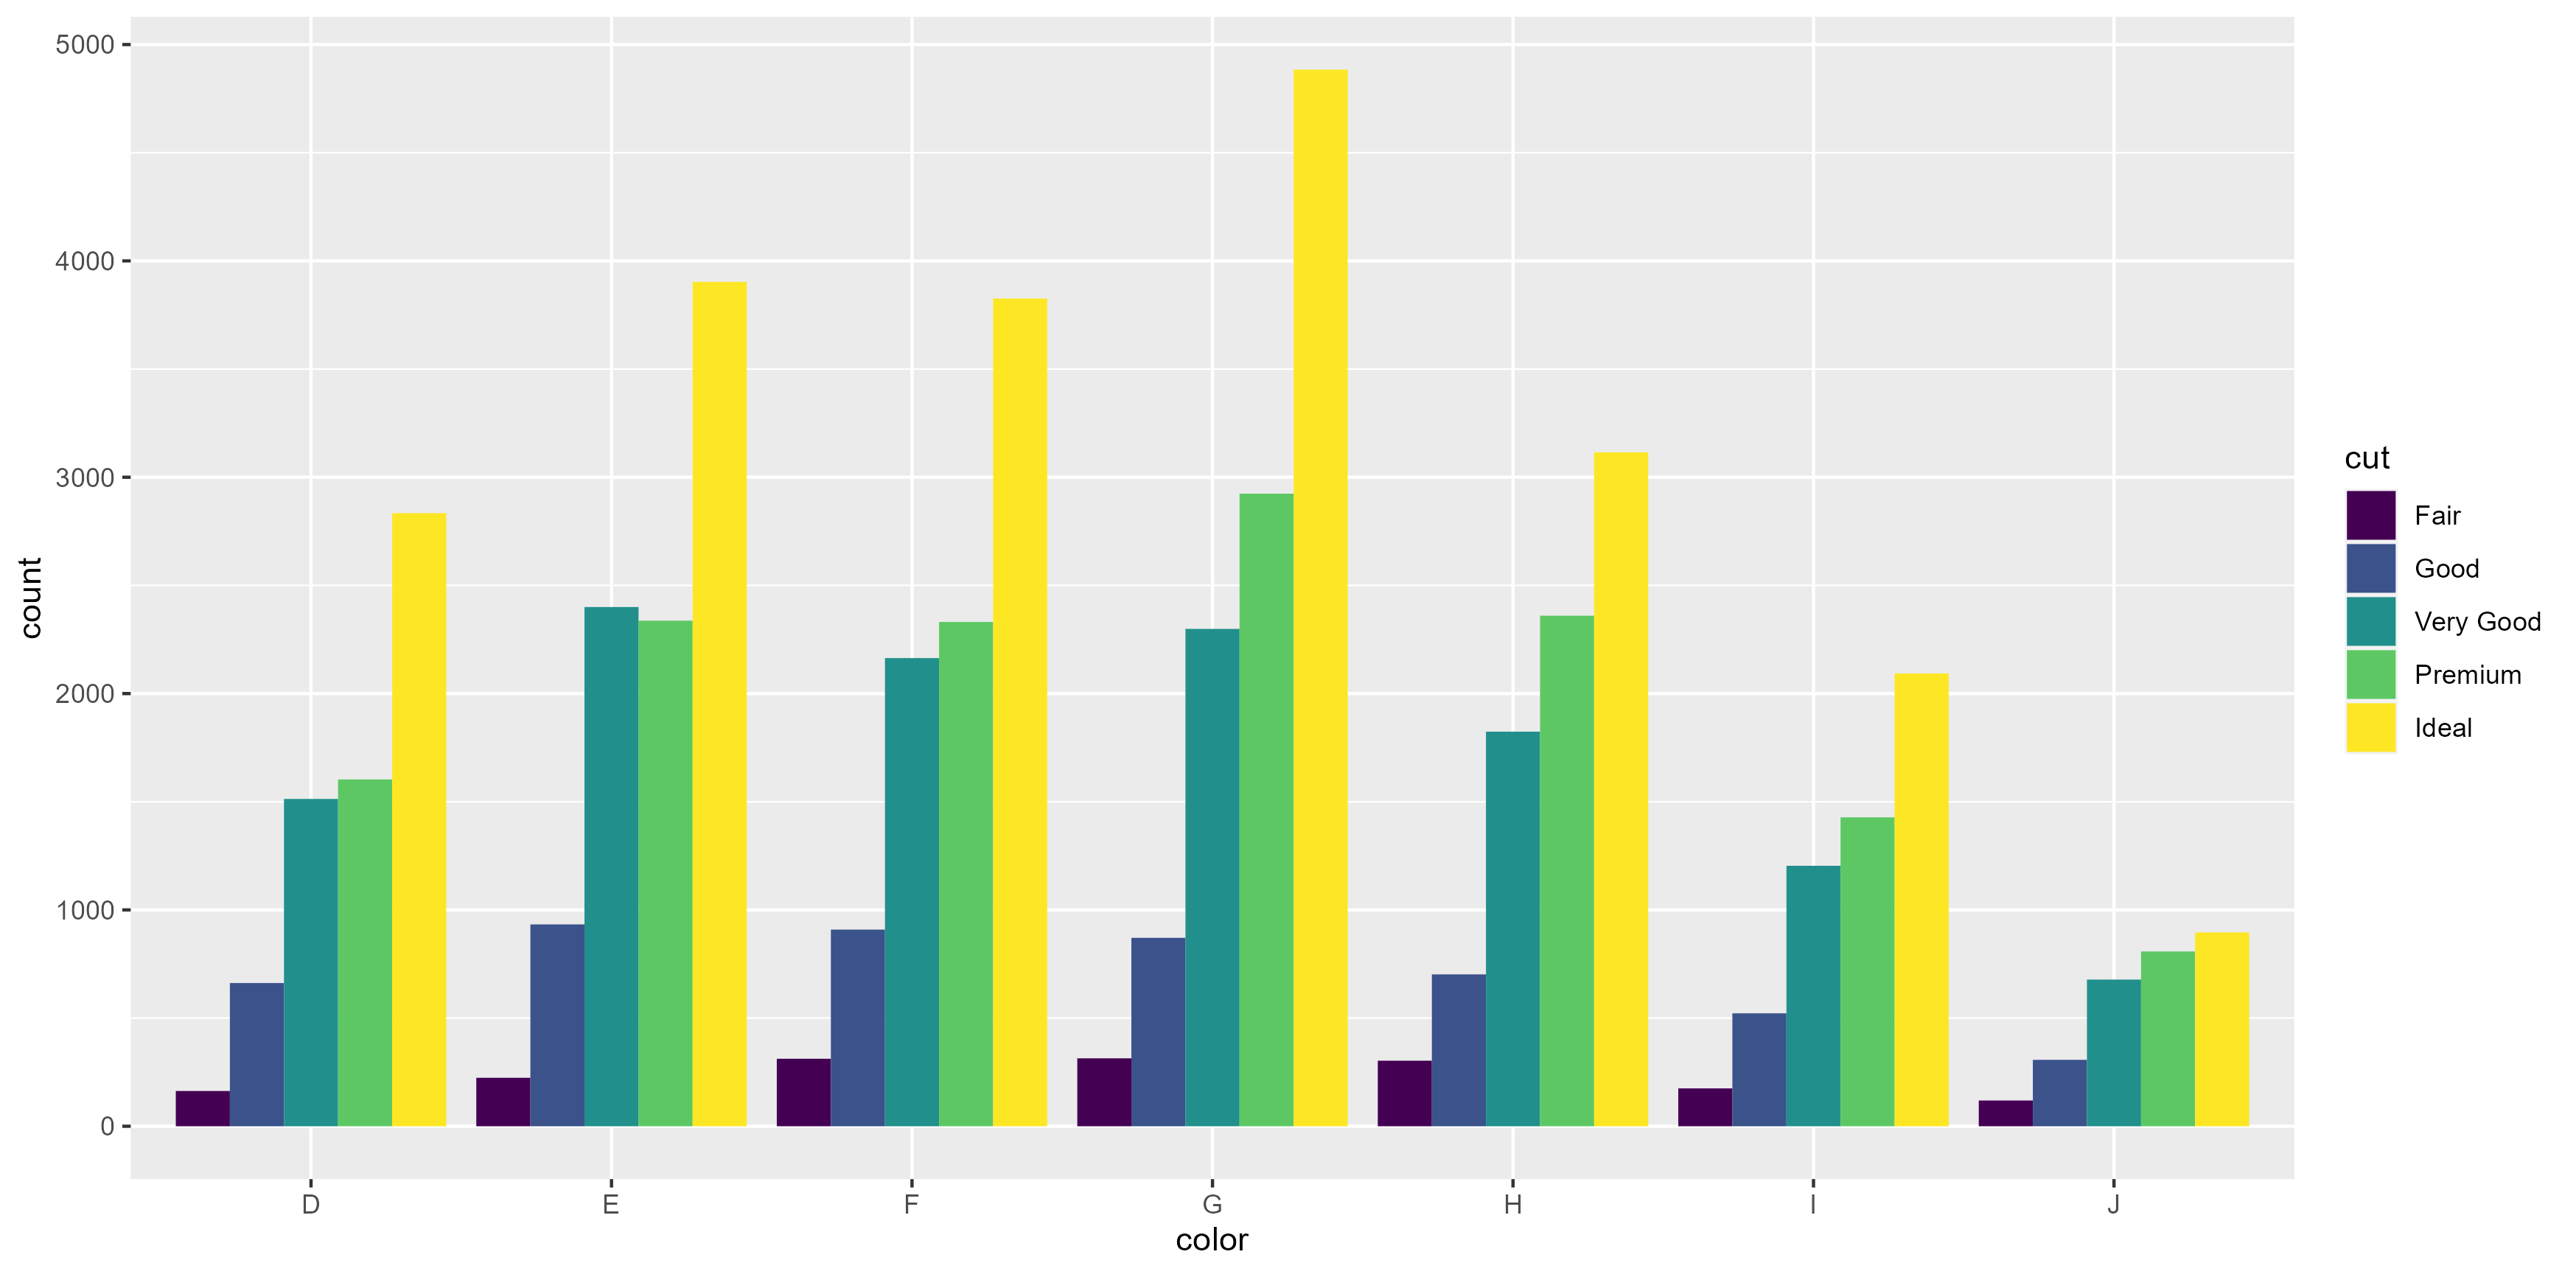 5000
4000
3000
2000
1000
0
count
D E F G H I J
color
cut
Fair
Good
Very Good
Premium
Ideal